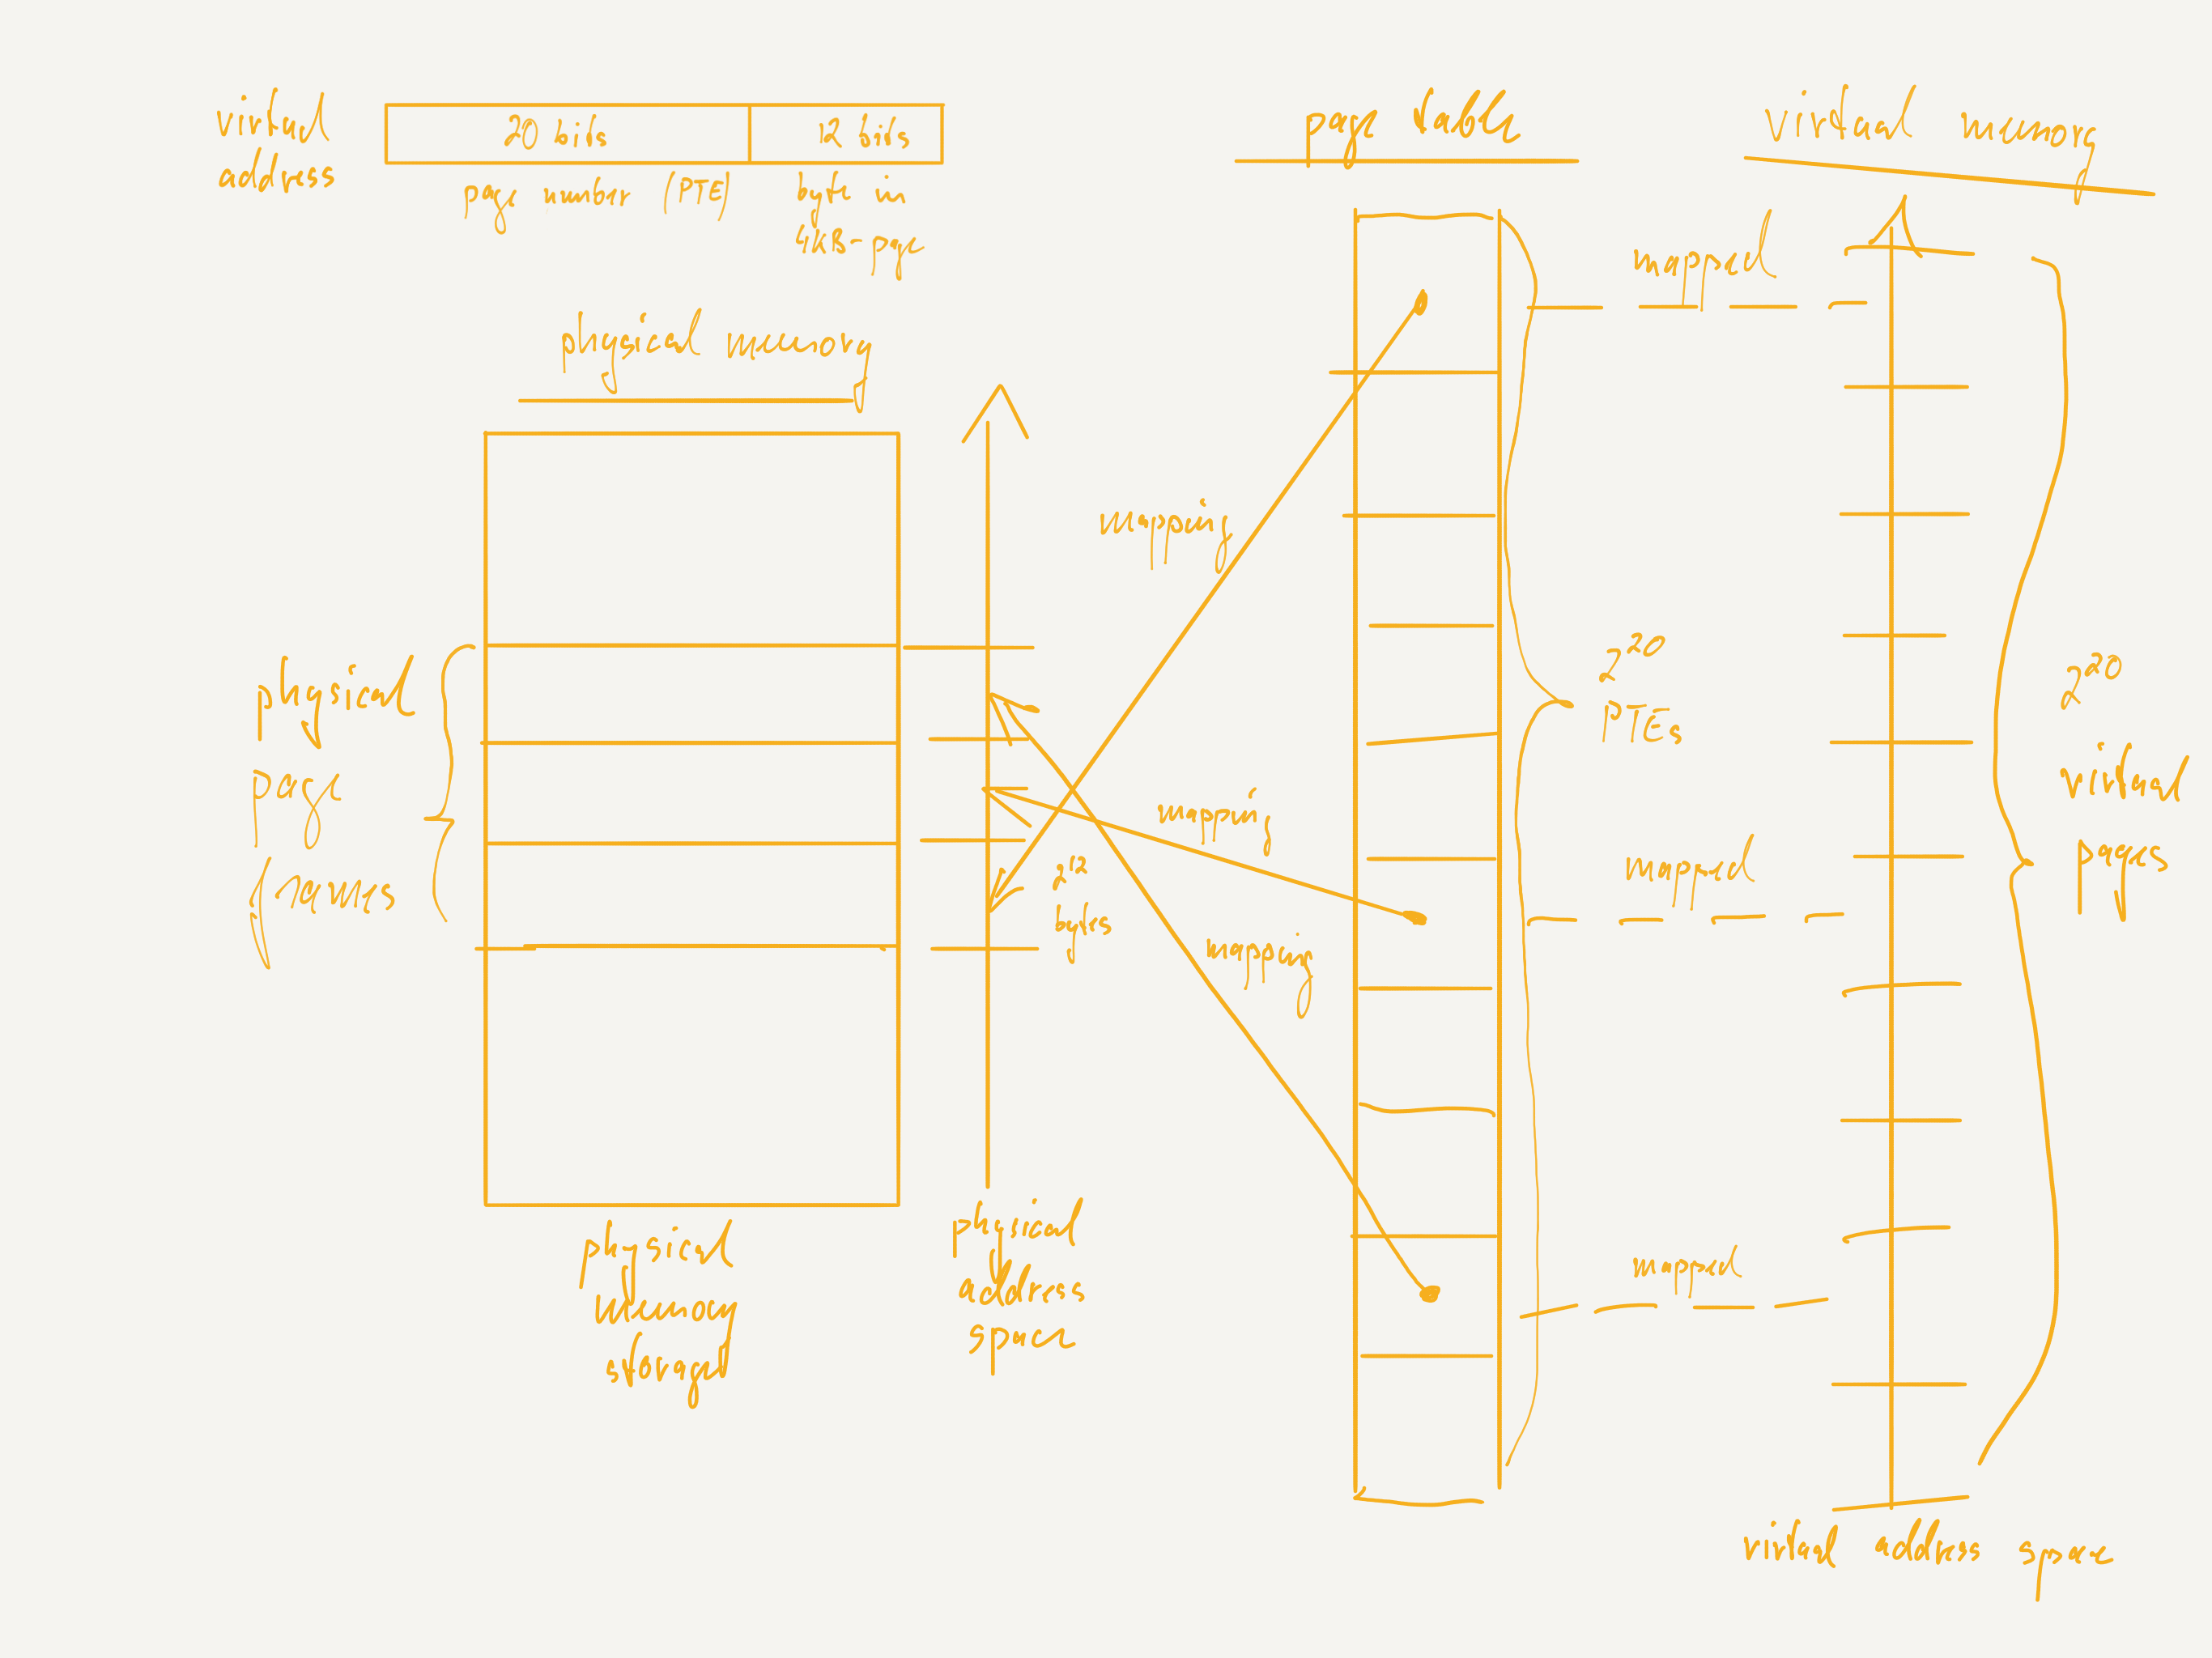 virtual
address
20 bits
12 bits
page number (PTE)
byte in
4KB-page
page table
virtual memory
physical memory
mapped
mapping
physical
page
frames
2^20
PTEs
2^20
virtual
pages
mapping
2^12
bytes
mapped
mapping
mapped
physical
memory
storage
physical
address
space
virtual address space